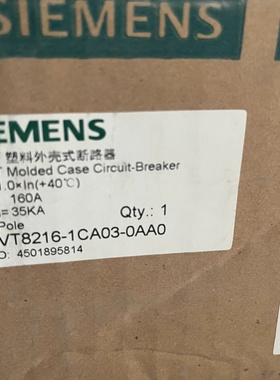 SIEMENS
IEMENS
塑料外壳式断路器
Molded Case Circuit-Breaker
.0×In(+40℃)
160A
=35KA
Pole
Qty.: 1
VT8216-1CA03-0AA0
O: 4501895814